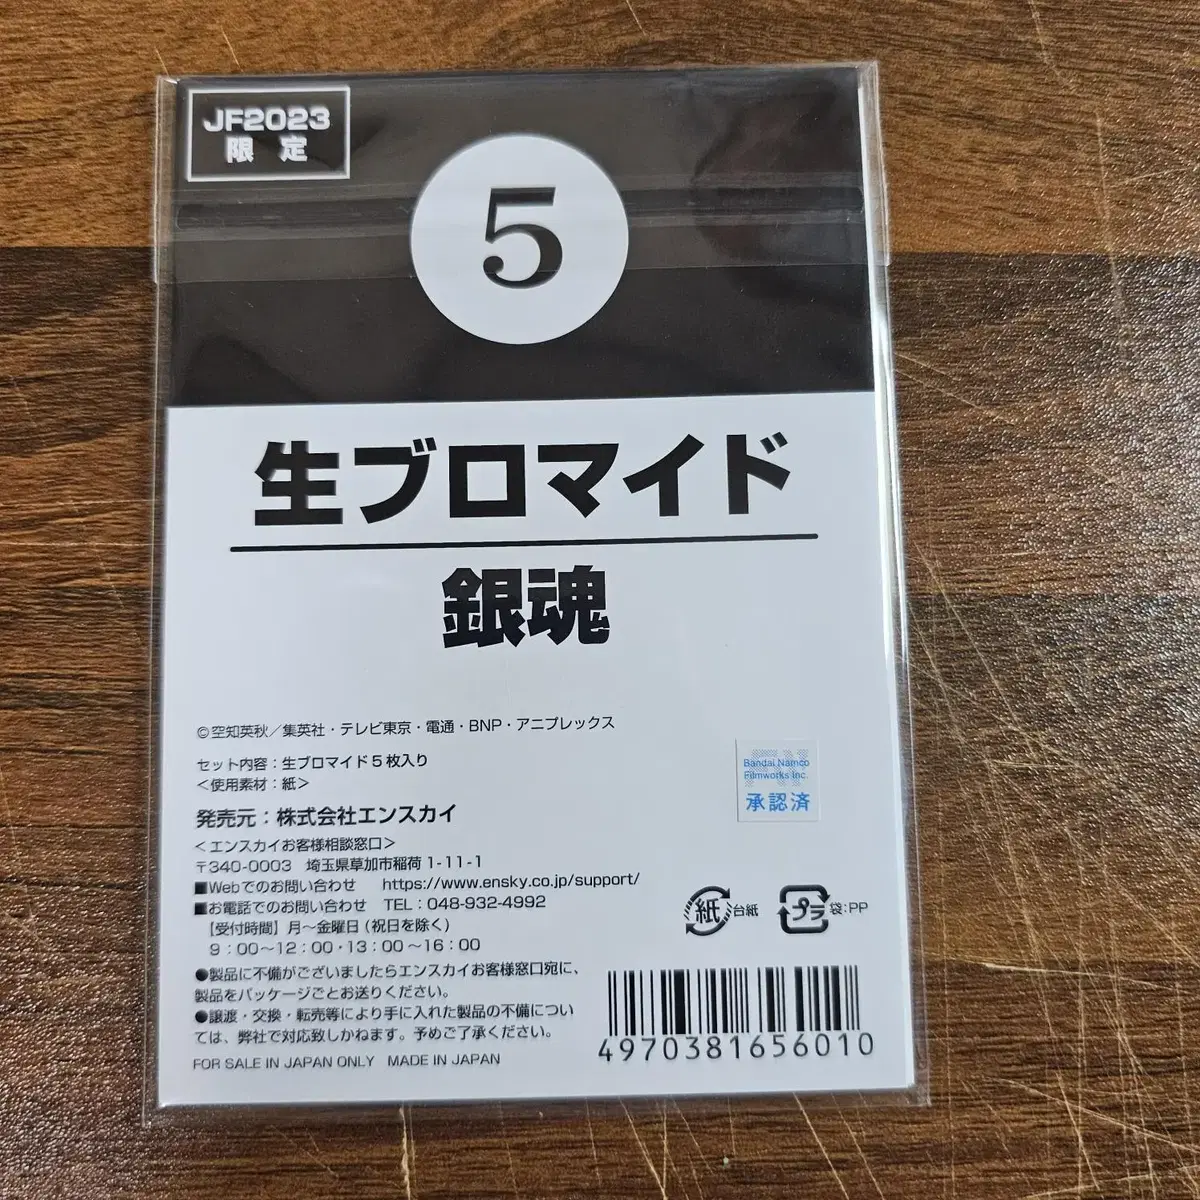 JF2023
限 定
5
生ブロマイド
銀魂
©空知英秋／集英社・テレビ東京・電通・BNP・アニプレックス
セット内容：生ブロマイド5枚入り
＜使用素材：紙＞
発売元：株式会社エンスカイ
＜エンスカイお客様相談窓口＞
〒340-0003 埼玉県草加市稲荷1-11-1
■Webでのお問い合わせ https://www.ensky.co.jp/support/
■お電話でのお問い合わせ TEL：048-932-4992
【受付時間】月～金曜日（祝日を除く）
9：00～12：00・13：00～16：00
●製品に不備がございましたらエンスカイお客様窓口宛に、
製品をパッケージごとお送りください。
●譲渡・交換・転売等により手に入れた製品の不備につい
ては、弊社で対応致しかねます。予めご了承ください。
FOR SALE IN JAPAN ONLY MADE IN JAPAN
Bandai Namco
Filmworks Inc.
承認済
紙 台紙
プラ 袋：PP
4970381656010